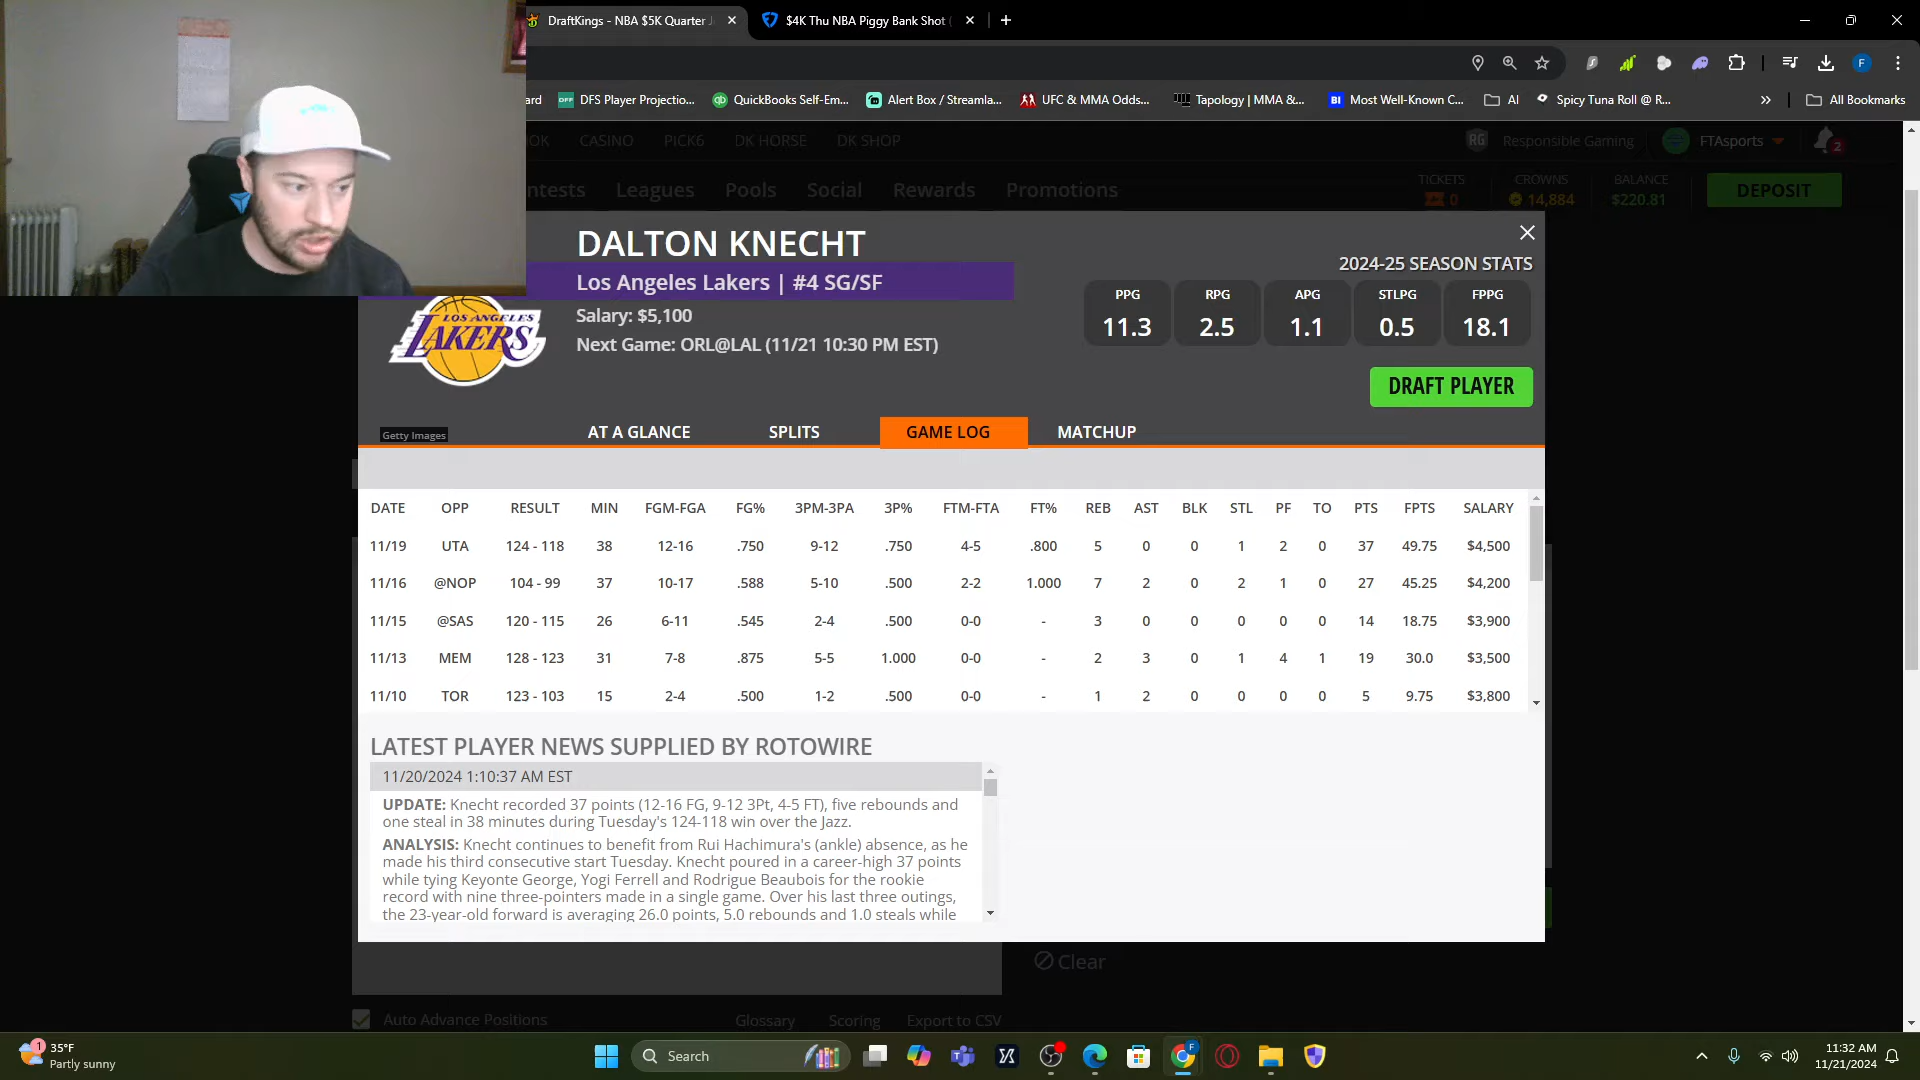 DraftKings - NBA $5K Quarter J
$4K Thu NBA Piggy Bank Shot
ard
DFS Player Projectio...
QuickBooks Self-Em...
Alert Box / Streamla...
UFC & MMA Odds...
Tapology | MMA &...
BI Most Well-Known C...
AI
Spicy Tuna Roll @ R...
All Bookmarks
OK CASINO PICK6 DK HORSE DK SHOP
RG Responsible Gaming FTAsports 2
ntests Leagues Pools Social Rewards Promotions
TICKETS CROWNS BALANCE
0 14,884 $220.81
DEPOSIT
DALTON KNECHT
Los Angeles Lakers | #4 SG/SF
Salary: $5,100
Next Game: ORL@LAL (11/21 10:30 PM EST)
LOS ANGELES
LAKERS
2024-25 SEASON STATS
PPG RPG APG STLPG FPPG
11.3 2.5 1.1 0.5 18.1
DRAFT PLAYER
Getty Images
AT A GLANCE SPLITS GAME LOG MATCHUP
DATE OPP RESULT MIN FGM-FGA FG% 3PM-3PA 3P% FTM-FTA FT% REB AST BLK STL PF TO PTS FPTS SALARY
11/19 UTA 124 - 118 38 12-16 .750 9-12 .750 4-5 .800 5 0 0 1 2 0 37 49.75 $4,500
11/16 @NOP 104 - 99 37 10-17 .588 5-10 .500 2-2 1.000 7 2 0 2 1 0 27 45.25 $4,200
11/15 @SAS 120 - 115 26 6-11 .545 2-4 .500 0-0 - 3 0 0 0 0 0 14 18.75 $3,900
11/13 MEM 128 - 123 31 7-8 .875 5-5 1.000 0-0 - 2 3 0 1 4 1 19 30.0 $3,500
11/10 TOR 123 - 103 15 2-4 .500 1-2 .500 0-0 - 1 2 0 0 0 0 5 9.75 $3,800
LATEST PLAYER NEWS SUPPLIED BY ROTOWIRE
11/20/2024 1:10:37 AM EST
UPDATE: Knecht recorded 37 points (12-16 FG, 9-12 3Pt, 4-5 FT), five rebounds and
one steal in 38 minutes during Tuesday's 124-118 win over the Jazz.
ANALYSIS: Knecht continues to benefit from Rui Hachimura's (ankle) absence, as he
made his third consecutive start Tuesday. Knecht poured in a career-high 37 points
while tying Keyonte George, Yogi Ferrell and Rodrigue Beaubois for the rookie
record with nine three-pointers made in a single game. Over his last three outings,
the 23-year-old forward is averaging 26.0 points, 5.0 rebounds and 1.0 steals while
Clear
Auto Advance Positions Glossary Scoring Export to CSV
1
35°F
Partly sunny
Search
11:32 AM
11/21/2024